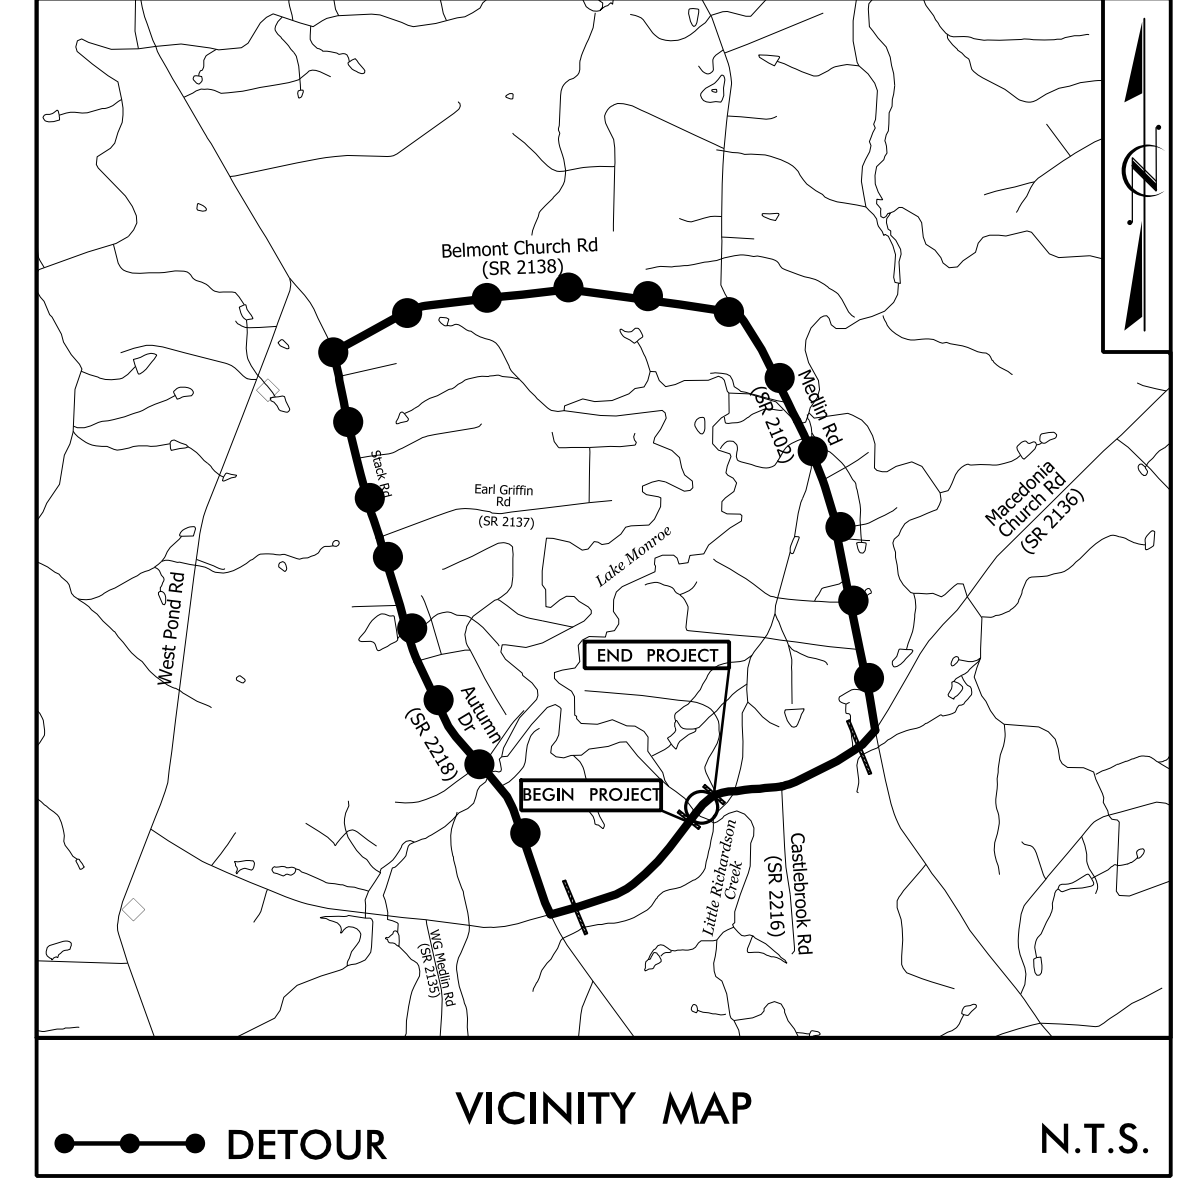 Belmont Church Rd
(SR 2138)
Medlin Rd
(SR 2102)
Stack Rd
Macedonia
Church Rd
(SR 2136)
Earl Griffin
Rd
(SR 2137)
Lake Monroe
West Pond Rd
END PROJECT
Autumn
Dr
(SR 2218)
BEGIN PROJECT
Little Richardson
Creek
Castlebrook Rd
(SR 2216)
WG Medlin Rd
(SR 2135)
N
VICINITY MAP
DETOUR
N.T.S.